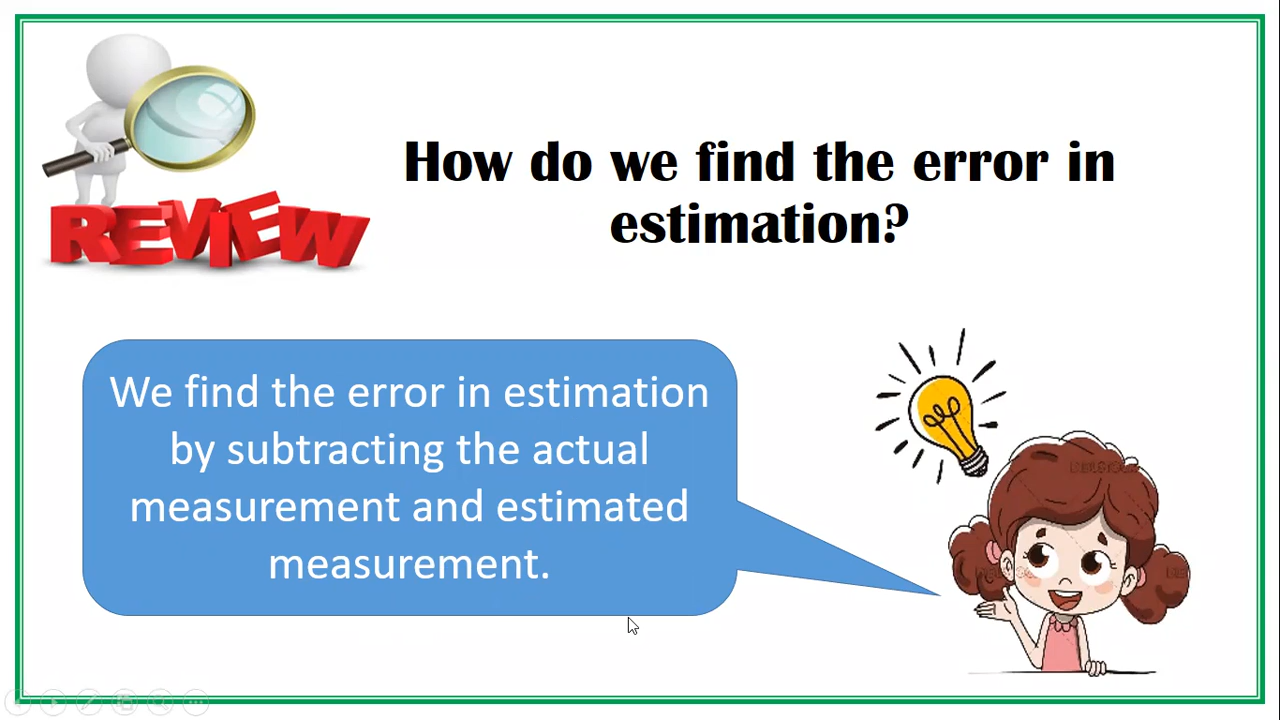 REVIEW
How do we find the error in
estimation?
We find the error in estimation
by subtracting the actual
measurement and estimated
measurement.